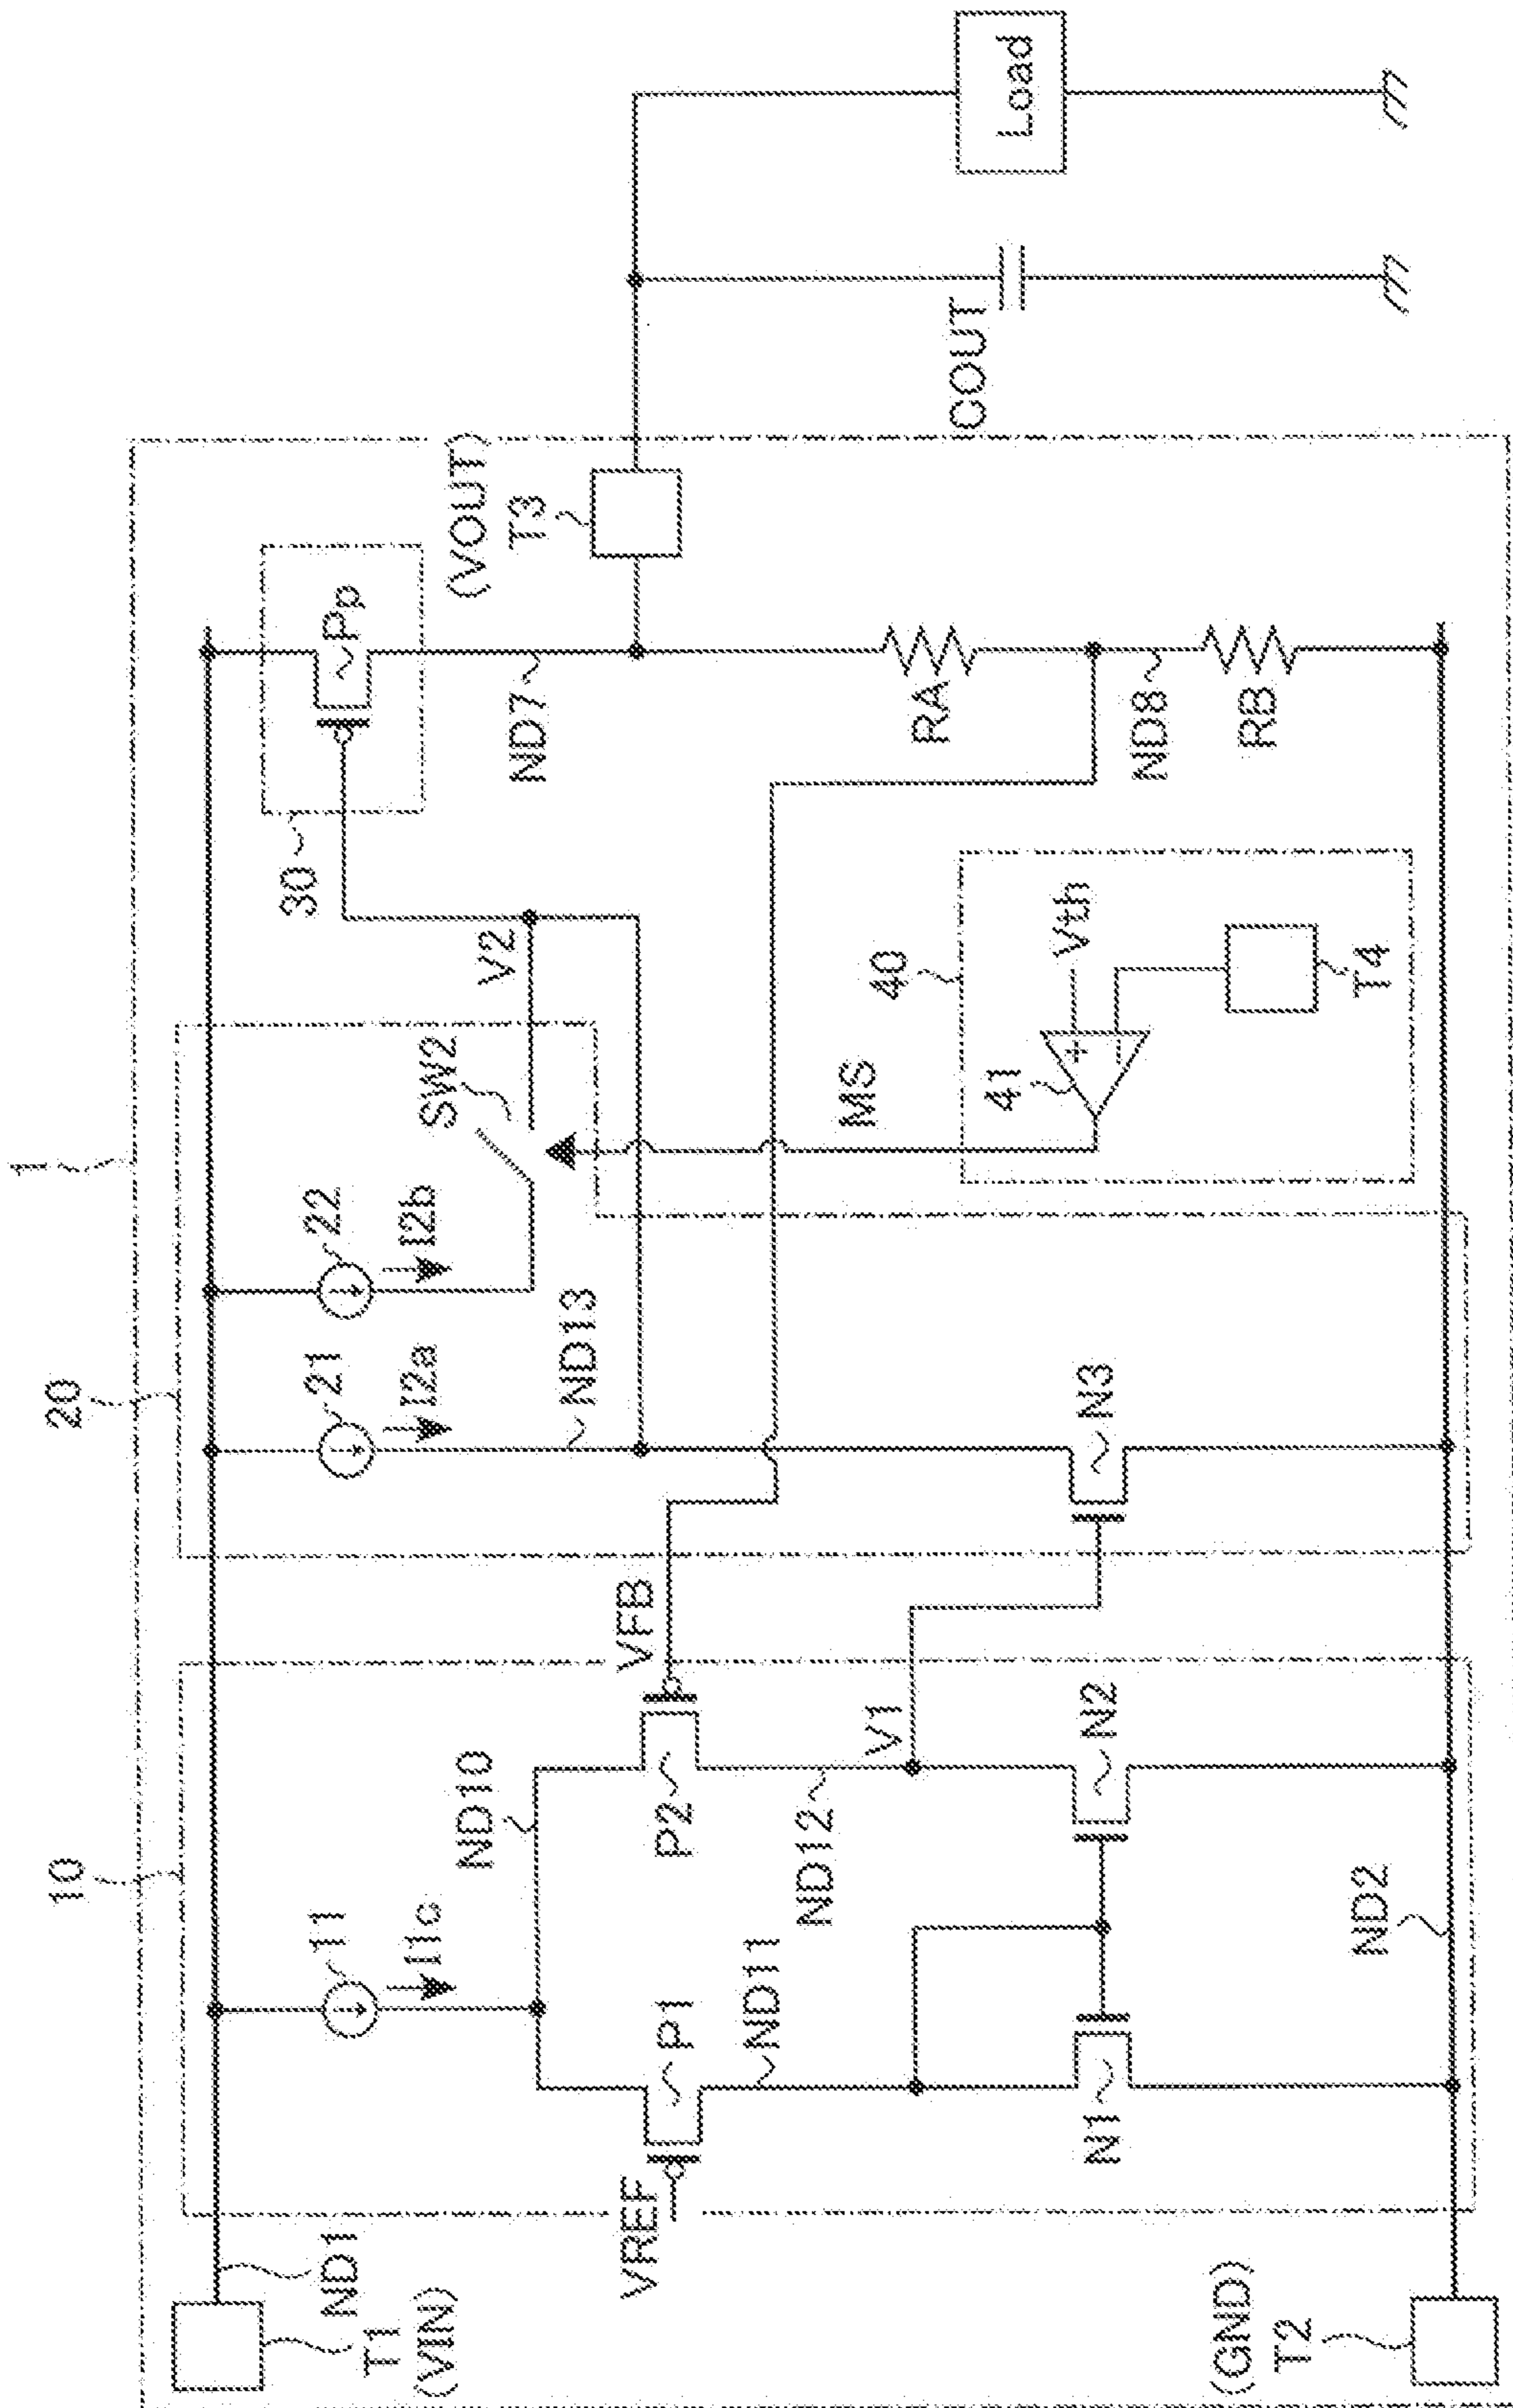 1
10
20
T1
(VIN)
ND1
11
I1c
ND10
VREF
P1
P2
VFB
ND11
ND12
V1
N1
N2
ND2
(GND)
T2
21
I2a
22
I2b
ND13
SW2
V2
N3
MS
30
Pp
ND7
(VOUT)
T3
40
41
+
−
Vth
T4
RA
ND8
RB
COUT
Load